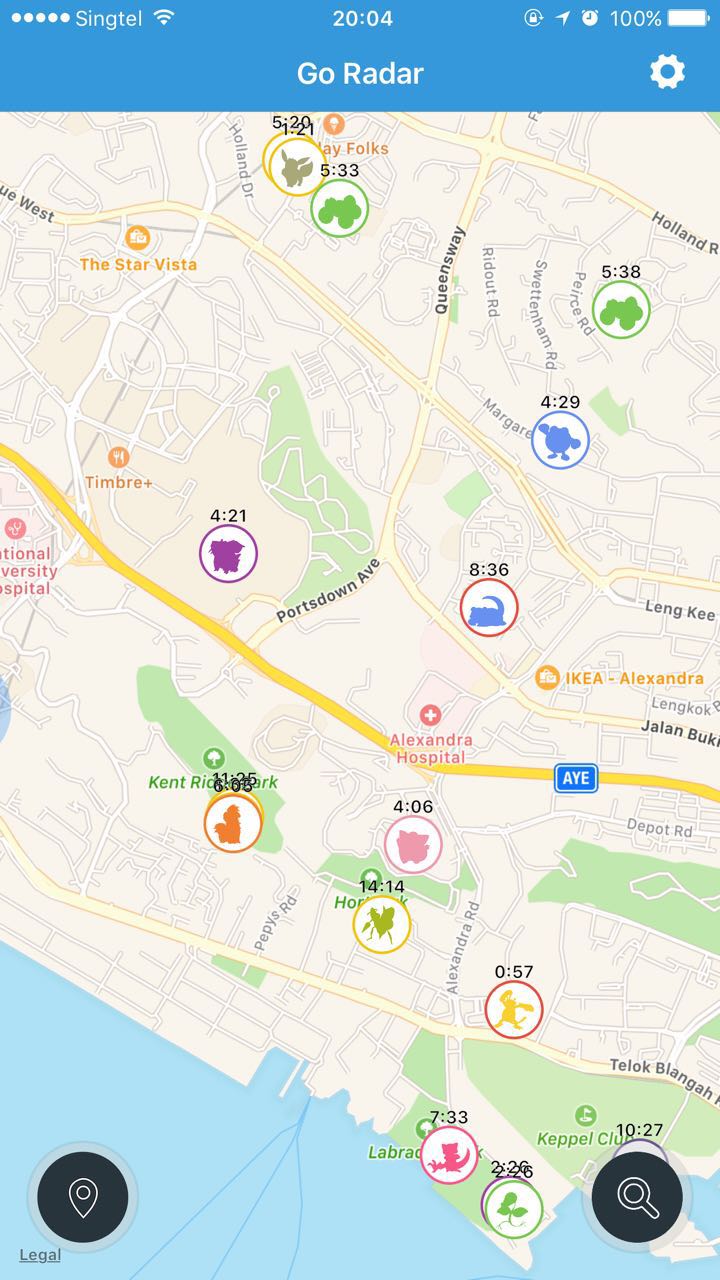 Singtel
20:04
100%
Go Radar
5:20
1:21
lay Folks
5:33
Holland Dr
ue West
The Star Vista
Queensway
Ridout Rd
Swettenham Rd
Peirce Rd
Holland R
5:38
4:29
Margare
Timbre+
4:21
ational
versity
ospital
Portsdown Ave
8:36
Leng Kee
IKEA - Alexandra
Lengkok
Jalan Buki
Alexandra
Hospital
AYE
Kent Ri
ark
11:25
6:05
4:06
Depot Rd
14:14
Hor
k
Pepys Rd
Alexandra Rd
0:57
Telok Blangah
7:33
Labra
k
Keppel Clu
10:27
2:26
2:26
Legal